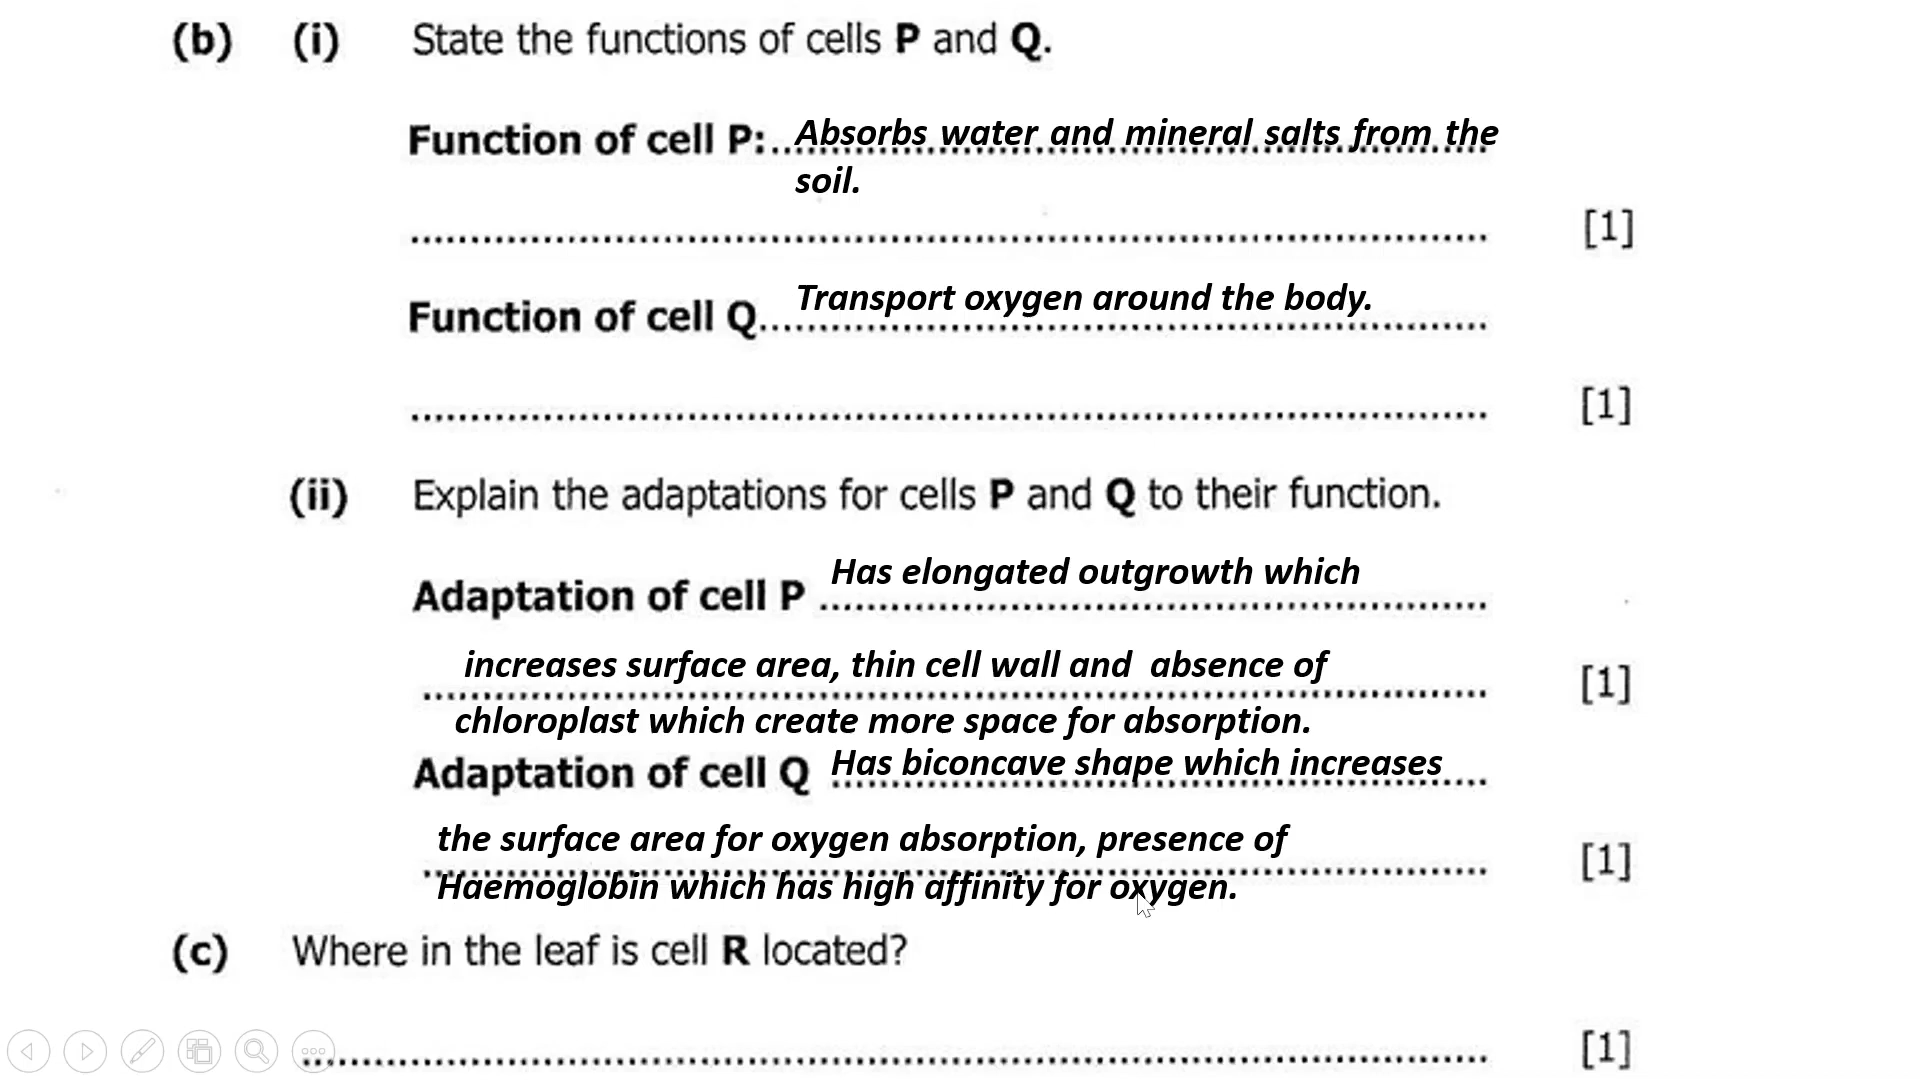 (b) (i) State the functions of cells P and Q.
Function of cell P: Absorbs water and mineral salts from the
soil.
[1]
Function of cell Q Transport oxygen around the body.
[1]
(ii) Explain the adaptations for cells P and Q to their function.
Adaptation of cell P Has elongated outgrowth which
increases surface area, thin cell wall and absence of [1]
chloroplast which create more space for absorption.
Adaptation of cell Q Has biconcave shape which increases
the surface area for oxygen absorption, presence of [1]
Haemoglobin which has high affinity for oxygen.
(c) Where in the leaf is cell R located?
[1]